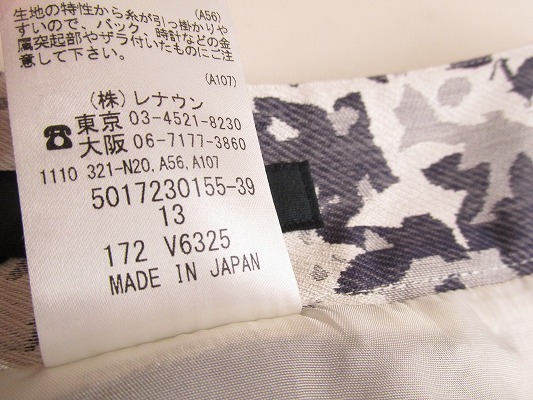 生地の特性から糸が引っ掛かりや (A56)
すいので、バック、時計などの金
属突起部やザラ付いたものにご注
意して下さい。
(A107)
(株) レナウン
☎東京 03-4521-8230
大阪 06-7177-3860
1110 321-N20, A56, A107
5017230155-39
13
172 V6325
MADE IN JAPAN